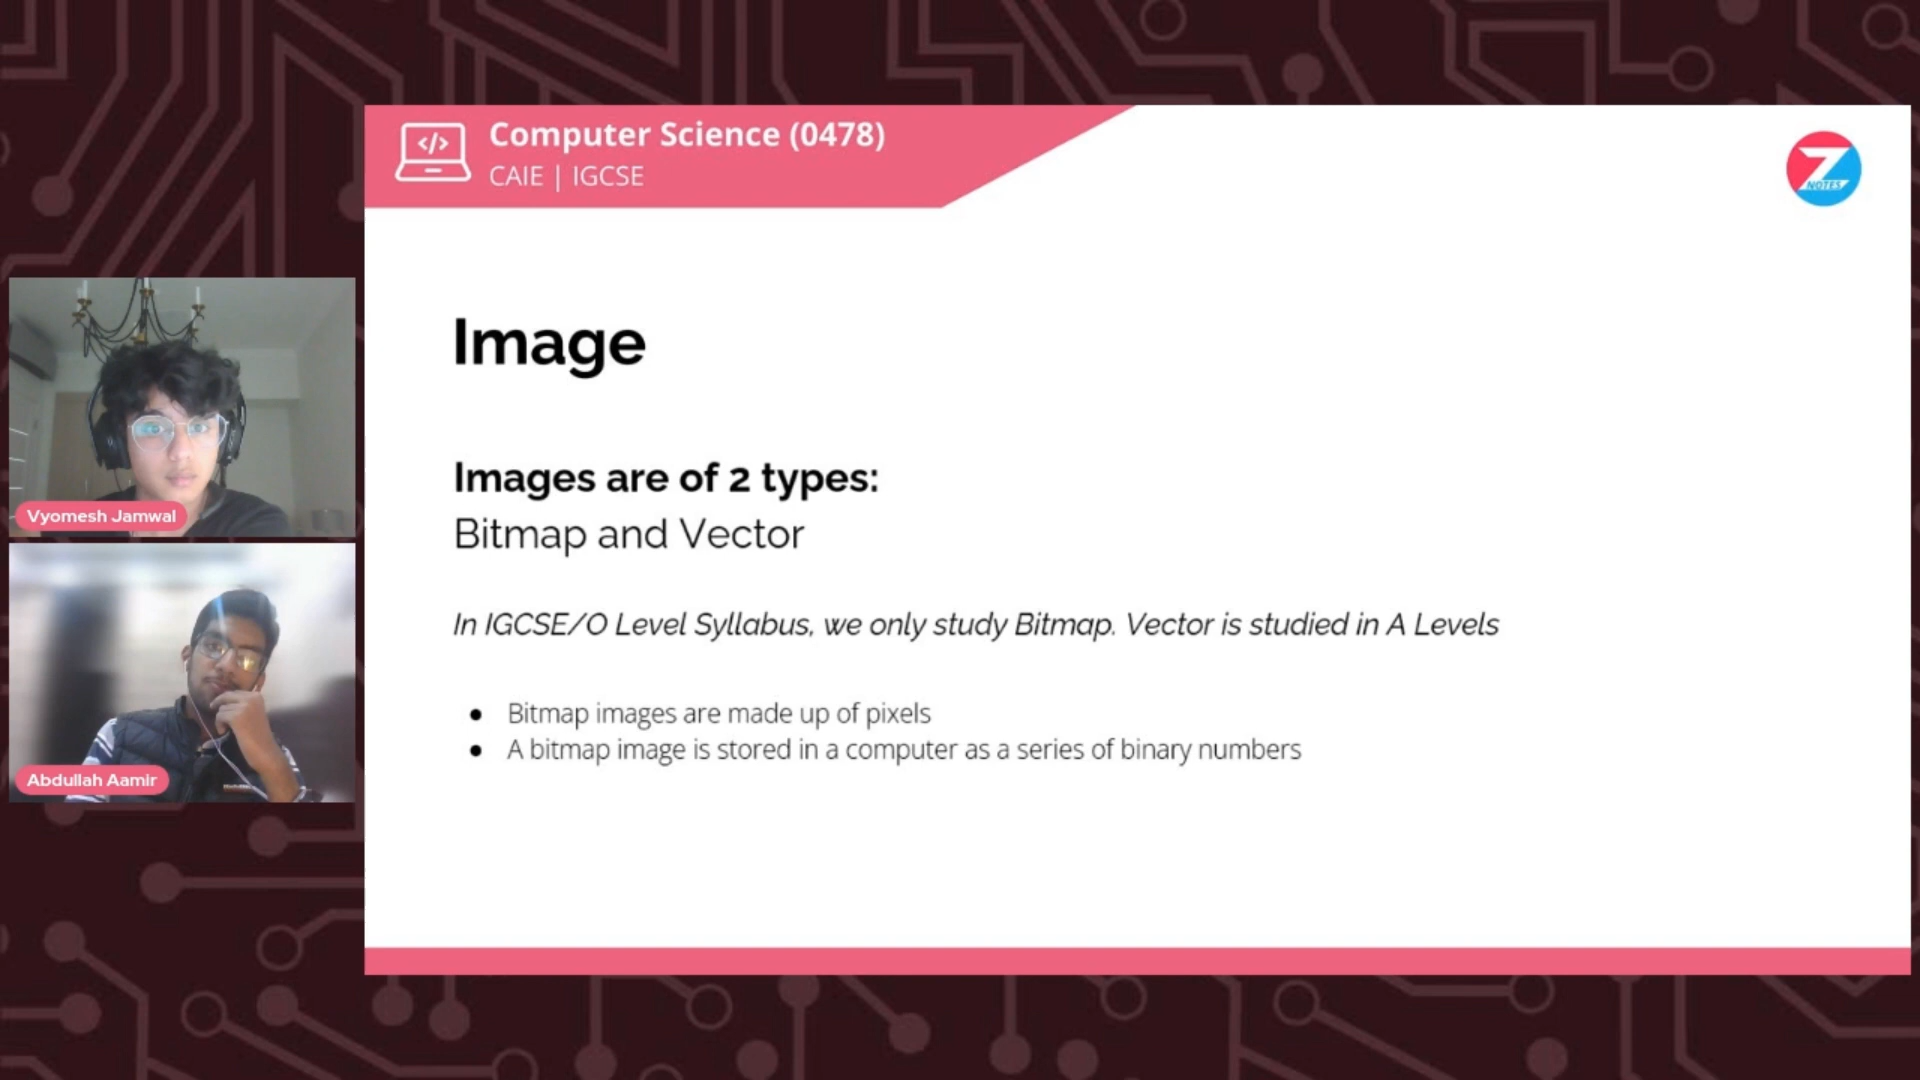 Computer Science (0478)
CAIE | IGCSE
</>
Z
NOTES
Image
Images are of 2 types:
Bitmap and Vector
In IGCSE/O Level Syllabus, we only study Bitmap. Vector is studied in A Levels
● Bitmap images are made up of pixels
● A bitmap image is stored in a computer as a series of binary numbers
Vyomesh Jamwal
Abdullah Aamir